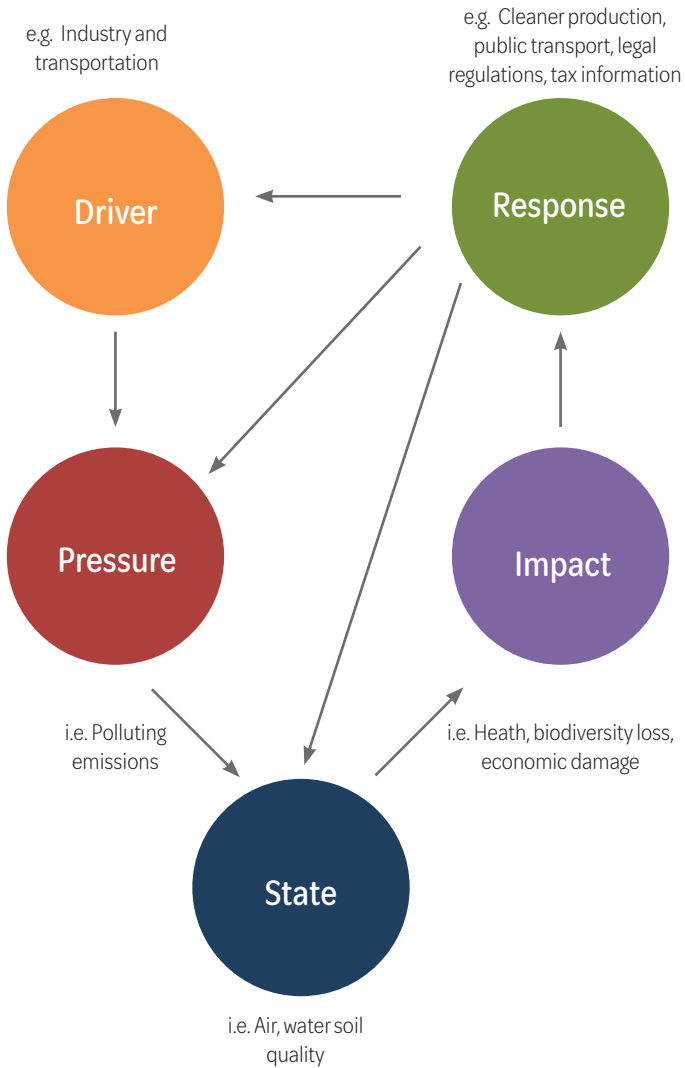 e.g. Industry and
transportation
e.g. Cleaner production,
public transport, legal
regulations, tax information
Driver
Response
Pressure
Impact
i.e. Polluting
emissions
i.e. Heath, biodiversity loss,
economic damage
State
i.e. Air, water soil
quality